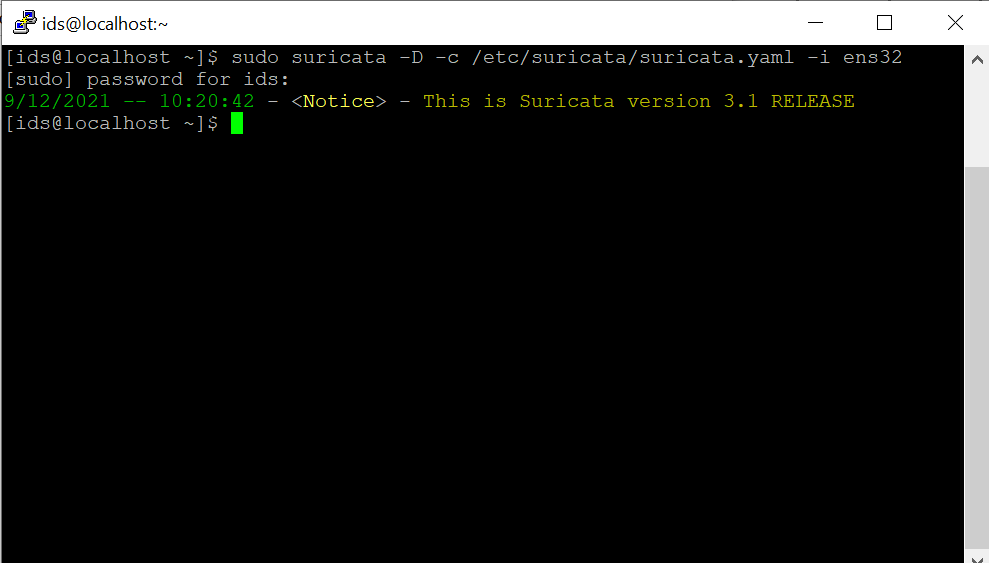 ids@localhost:~
[ids@localhost ~]$ sudo suricata -D -c /etc/suricata/suricata.yaml -i ens32
[sudo] password for ids:
9/12/2021 -- 10:20:42 - <Notice> - This is Suricata version 3.1 RELEASE
[ids@localhost ~]$